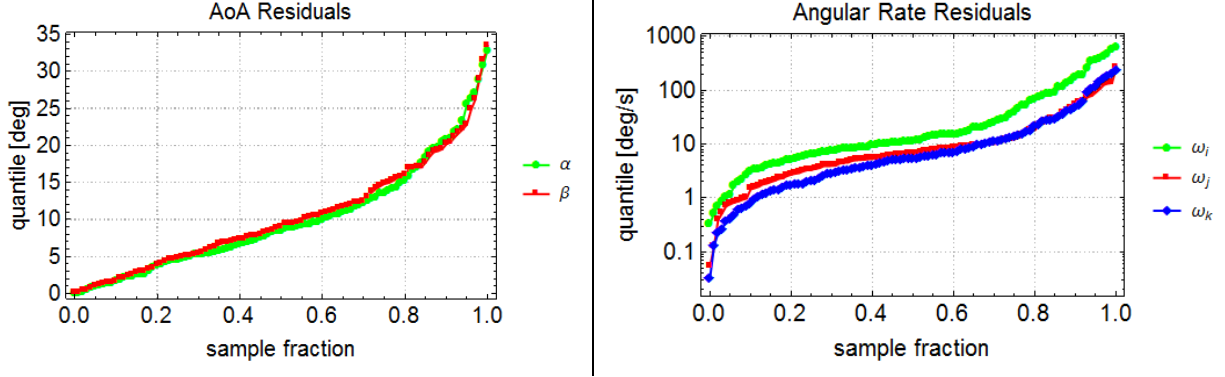 AoA Residuals
quantile [deg]
35
30
25
20
15
10
5
0
0.0 0.2 0.4 0.6 0.8 1.0
sample fraction
α
β
Angular Rate Residuals
quantile [deg/s]
1000
100
10
1
0.1
0.0 0.2 0.4 0.6 0.8 1.0
sample fraction
ωi
ωj
ωk